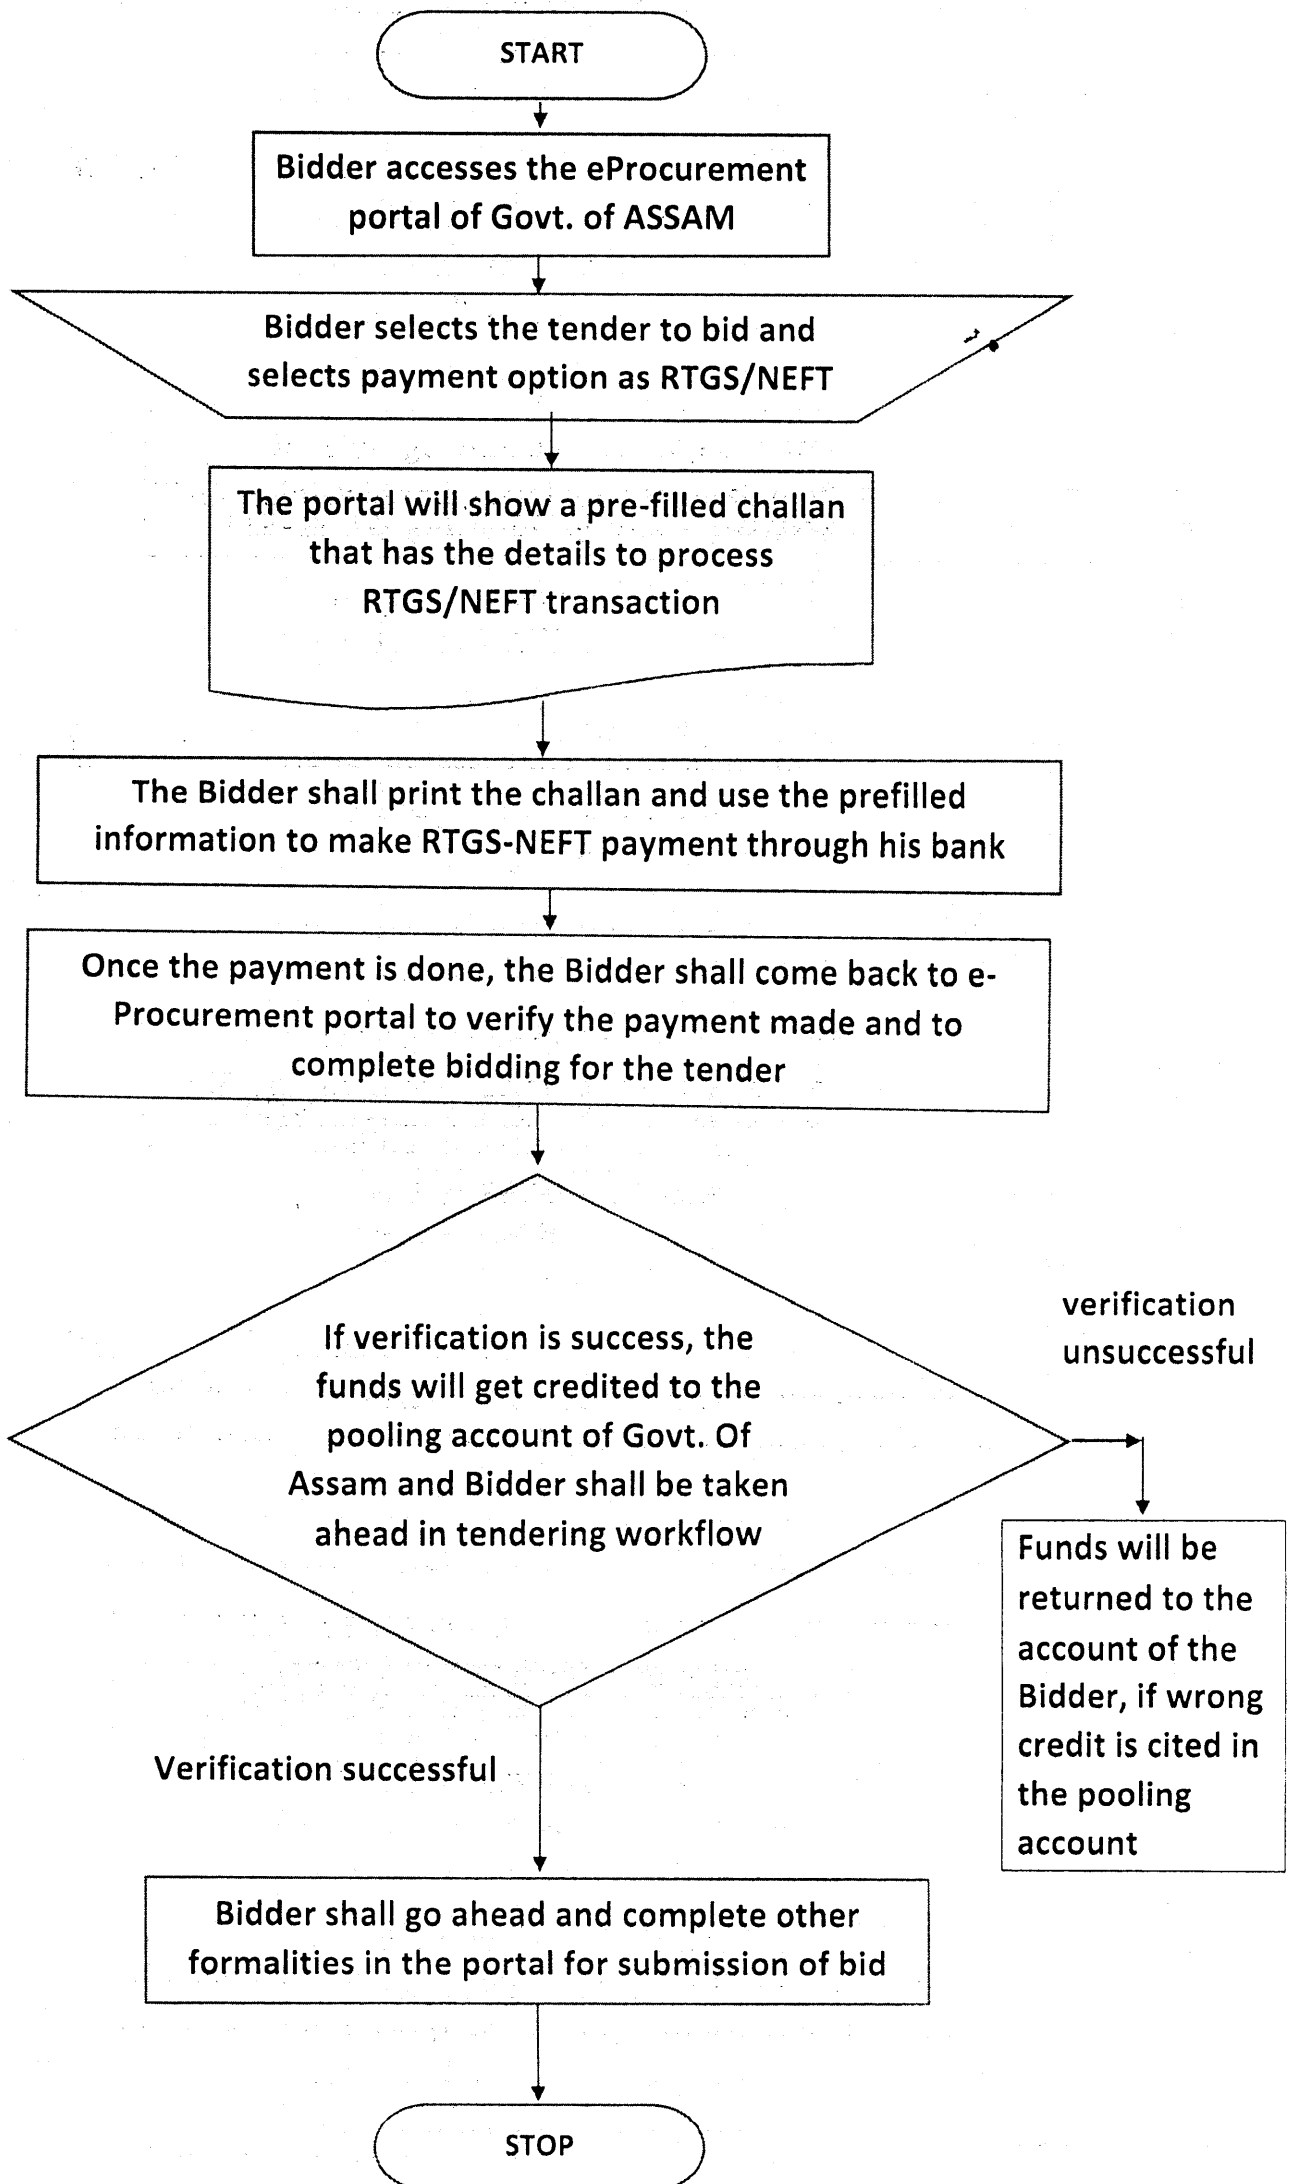 START
Bidder accesses the eProcurement
portal of Govt. of ASSAM
Bidder selects the tender to bid and
selects payment option as RTGS/NEFT
The portal will show a pre-filled challan
that has the details to process
RTGS/NEFT transaction
The Bidder shall print the challan and use the prefilled
information to make RTGS-NEFT payment through his bank
Once the payment is done, the Bidder shall come back to e-
Procurement portal to verify the payment made and to
complete bidding for the tender
If verification is success, the
funds will get credited to the
pooling account of Govt. Of
Assam and Bidder shall be taken
ahead in tendering workflow
verification
unsuccessful
Funds will be
returned to the
account of the
Bidder, if wrong
credit is cited in
the pooling
account
Verification successful
Bidder shall go ahead and complete other
formalities in the portal for submission of bid
STOP